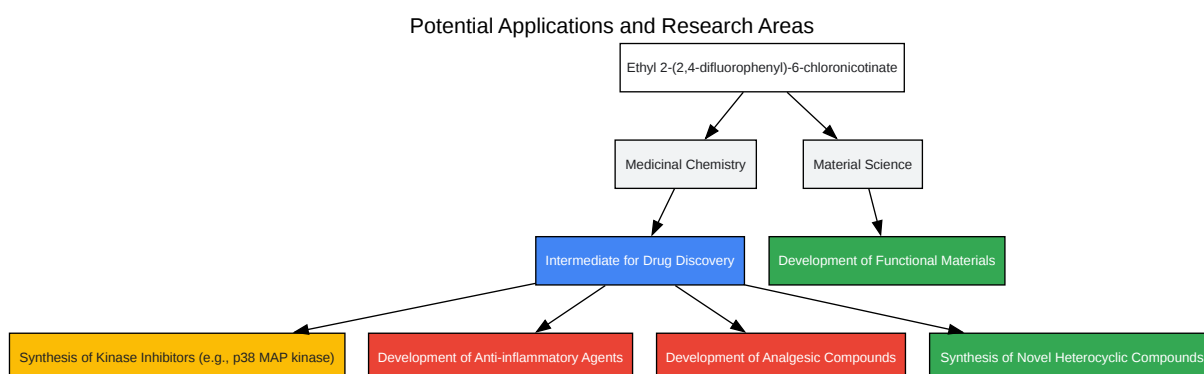 Potential Applications and Research Areas
Ethyl 2-(2,4-difluorophenyl)-6-chloronicotinate
Medicinal Chemistry
Material Science
Intermediate for Drug Discovery
Development of Functional Materials
Synthesis of Kinase Inhibitors (e.g., p38 MAP kinase)
Development of Anti-inflammatory Agents
Development of Analgesic Compounds
Synthesis of Novel Heterocyclic Compounds